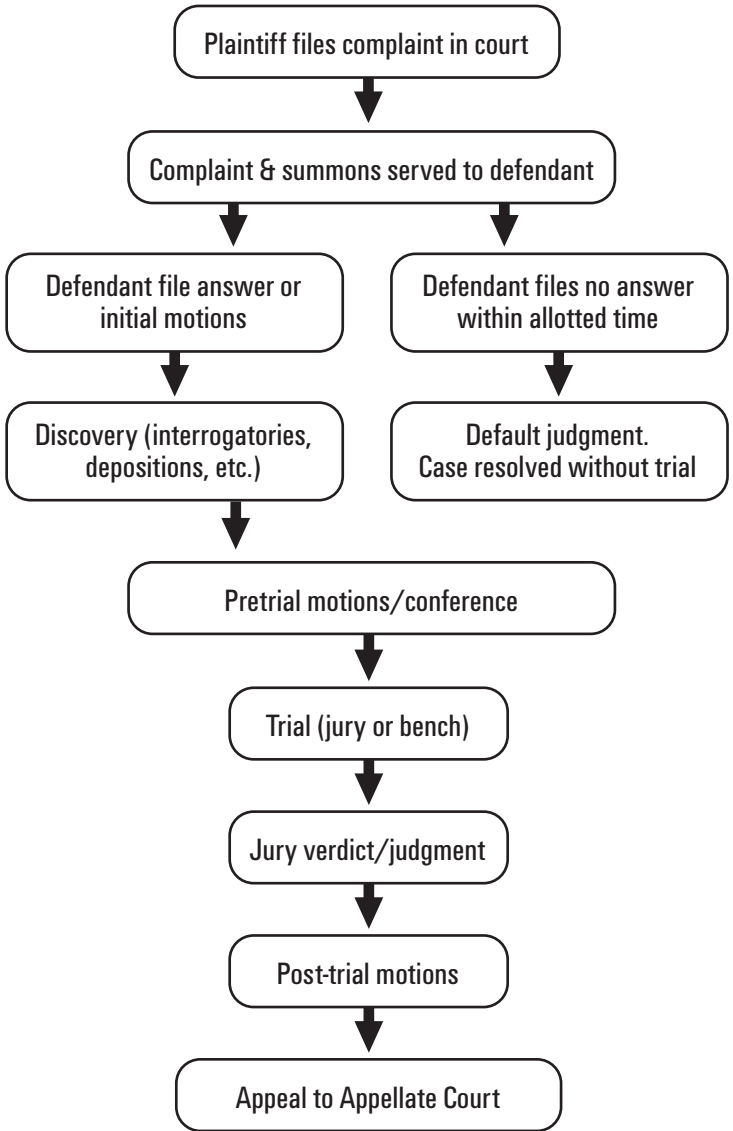 Plaintiff files complaint in court
Complaint & summons served to defendant
Defendant file answer or
initial motions
Defendant files no answer
within allotted time
Discovery (interrogatories,
depositions, etc.)
Default judgment.
Case resolved without trial
Pretrial motions/conference
Trial (jury or bench)
Jury verdict/judgment
Post-trial motions
Appeal to Appellate Court